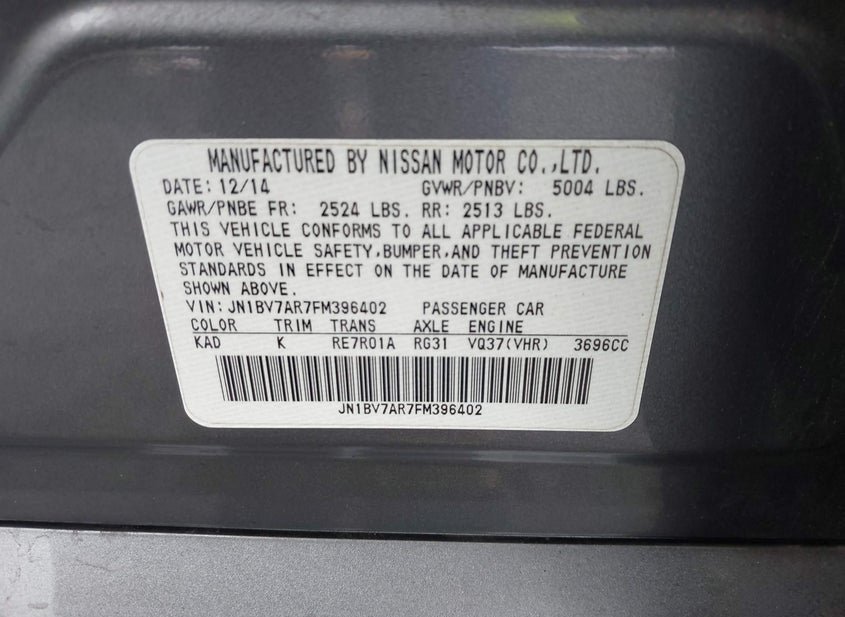 MANUFACTURED BY NISSAN MOTOR CO.,LTD.
DATE: 12/14 GVWR/PNBV: 5004 LBS.
GAWR/PNBE FR: 2524 LBS. RR: 2513 LBS.
THIS VEHICLE CONFORMS TO ALL APPLICABLE FEDERAL
MOTOR VEHICLE SAFETY,BUMPER,AND THEFT PREVENTION
STANDARDS IN EFFECT ON THE DATE OF MANUFACTURE
SHOWN ABOVE.
VIN: JN1BV7AR7FM396402 PASSENGER CAR
COLOR TRIM TRANS AXLE ENGINE
KAD K RE7R01A RG31 VQ37(VHR) 3696CC
JN1BV7AR7FM396402